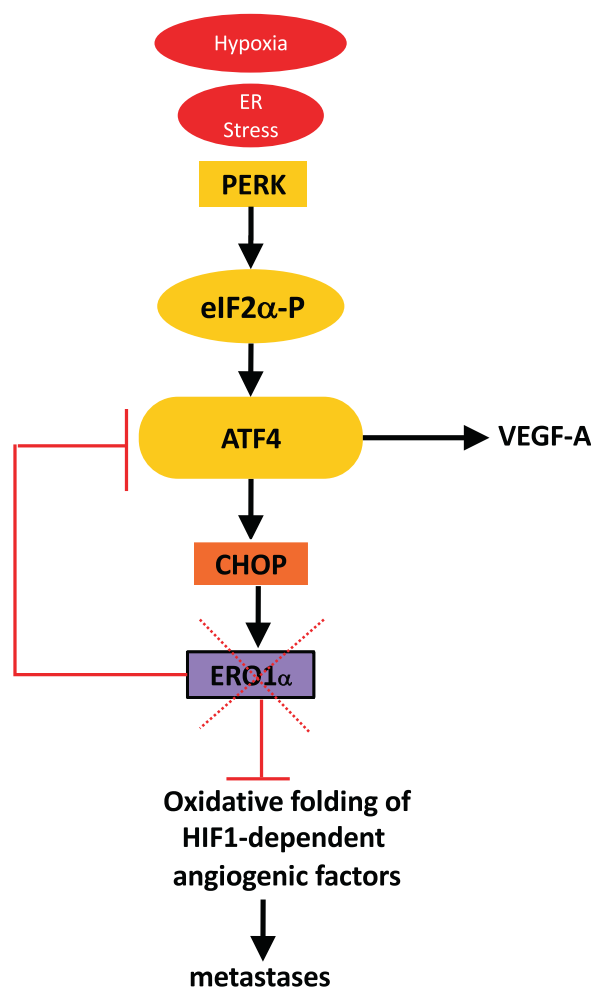 Hypoxia
ER
Stress
PERK
eIF2α-P
ATF4
VEGF-A
CHOP
ERO1α
Oxidative folding of
HIF1-dependent
angiogenic factors
metastases